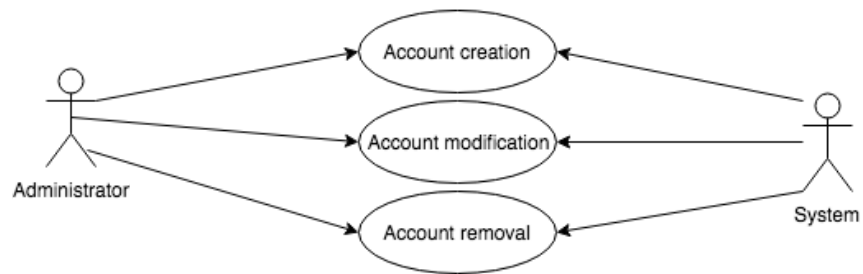 Account creation
Account modification
Administrator
System
Account removal